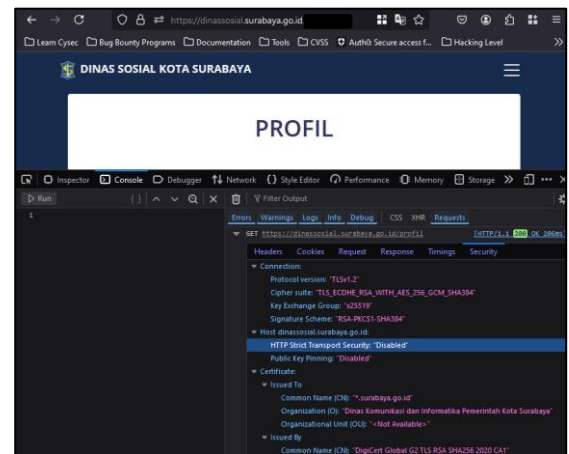 https://dinassosial.surabaya.go.id
Learn Cysec Bug Bounty Programs Documentation Tools CVSS Auth0: Secure access f... Hacking Level
DINAS SOSIAL KOTA SURABAYA
PROFIL
Inspector Console Debugger Network Style Editor Performance Memory Storage
Run Filter Output
1
Errors Warnings Logs Info Debug CSS XHR Requests
GET https://dinassosial.surabaya.go.id/profil [HTTP/1.1 200 OK 206ms]
Headers Cookies Request Response Timings Security
Connection:
Protocol version: "TLSv1.2"
Cipher suite: "TLS_ECDHE_RSA_WITH_AES_256_GCM_SHA384"
Key Exchange Group: "x25519"
Signature Scheme: "RSA-PKCS1-SHA384"
Host dinassosial.surabaya.go.id:
HTTP Strict Transport Security: "Disabled"
Public Key Pinning: "Disabled"
Certificate:
Issued To
Common Name (CN): "*.surabaya.go.id"
Organization (O): "Dinas Komunikasi dan Informatika Pemerintah Kota Surabaya"
Organizational Unit (OU): "<Not Available>"
Issued By
Common Name (CN): "DigiCert Global G2 TLS RSA SHA256 2020 CA1"